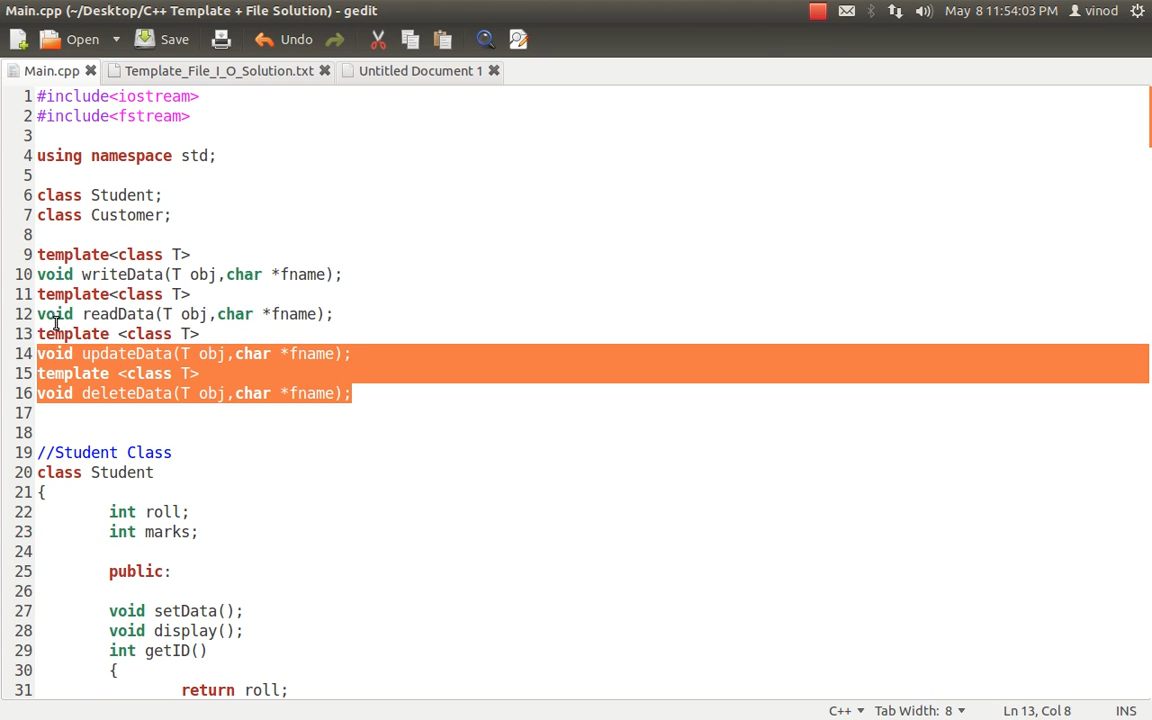 Main.cpp (~/Desktop/C++ Template + File Solution) - gedit
May 8 11:54:03 PM vinod
Open Save Undo
Main.cpp Template_File_I_O_Solution.txt Untitled Document 1
1 #include<iostream>
2 #include<fstream>
3
4 using namespace std;
5
6 class Student;
7 class Customer;
8
9 template<class T>
10 void writeData(T obj,char *fname);
11 template<class T>
12 void readData(T obj,char *fname);
13 template <class T>
14 void updateData(T obj,char *fname);
15 template <class T>
16 void deleteData(T obj,char *fname);
17
18
19 //Student Class
20 class Student
21 {
22 int roll;
23 int marks;
24
25 public:
26
27 void setData();
28 void display();
29 int getID()
30 {
31 return roll;
C++ Tab Width: 8 Ln 13, Col 8 INS